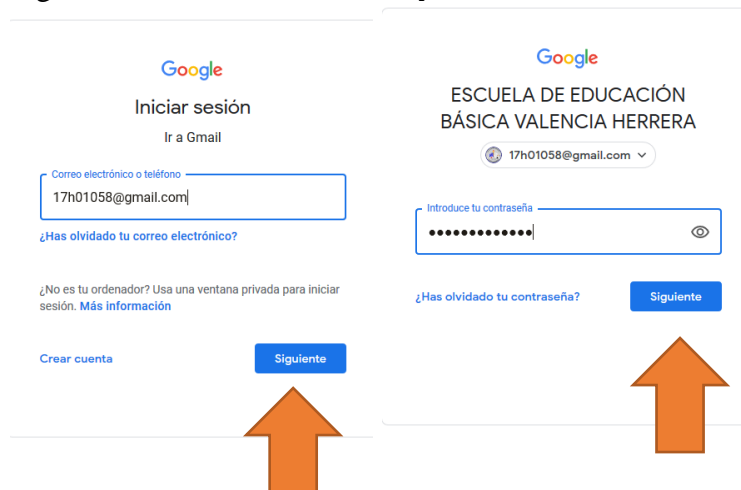 Google
Iniciar sesión
Ir a Gmail
Correo electrónico o teléfono
17h01058@gmail.com
¿Has olvidado tu correo electrónico?
¿No es tu ordenador? Usa una ventana privada para iniciar
sesión. Más información
Crear cuenta
Siguiente
Google
ESCUELA DE EDUCACIÓN
BÁSICA VALENCIA HERRERA
17h01058@gmail.com
Introduce tu contraseña
•••••••••••••
¿Has olvidado tu contraseña?
Siguiente